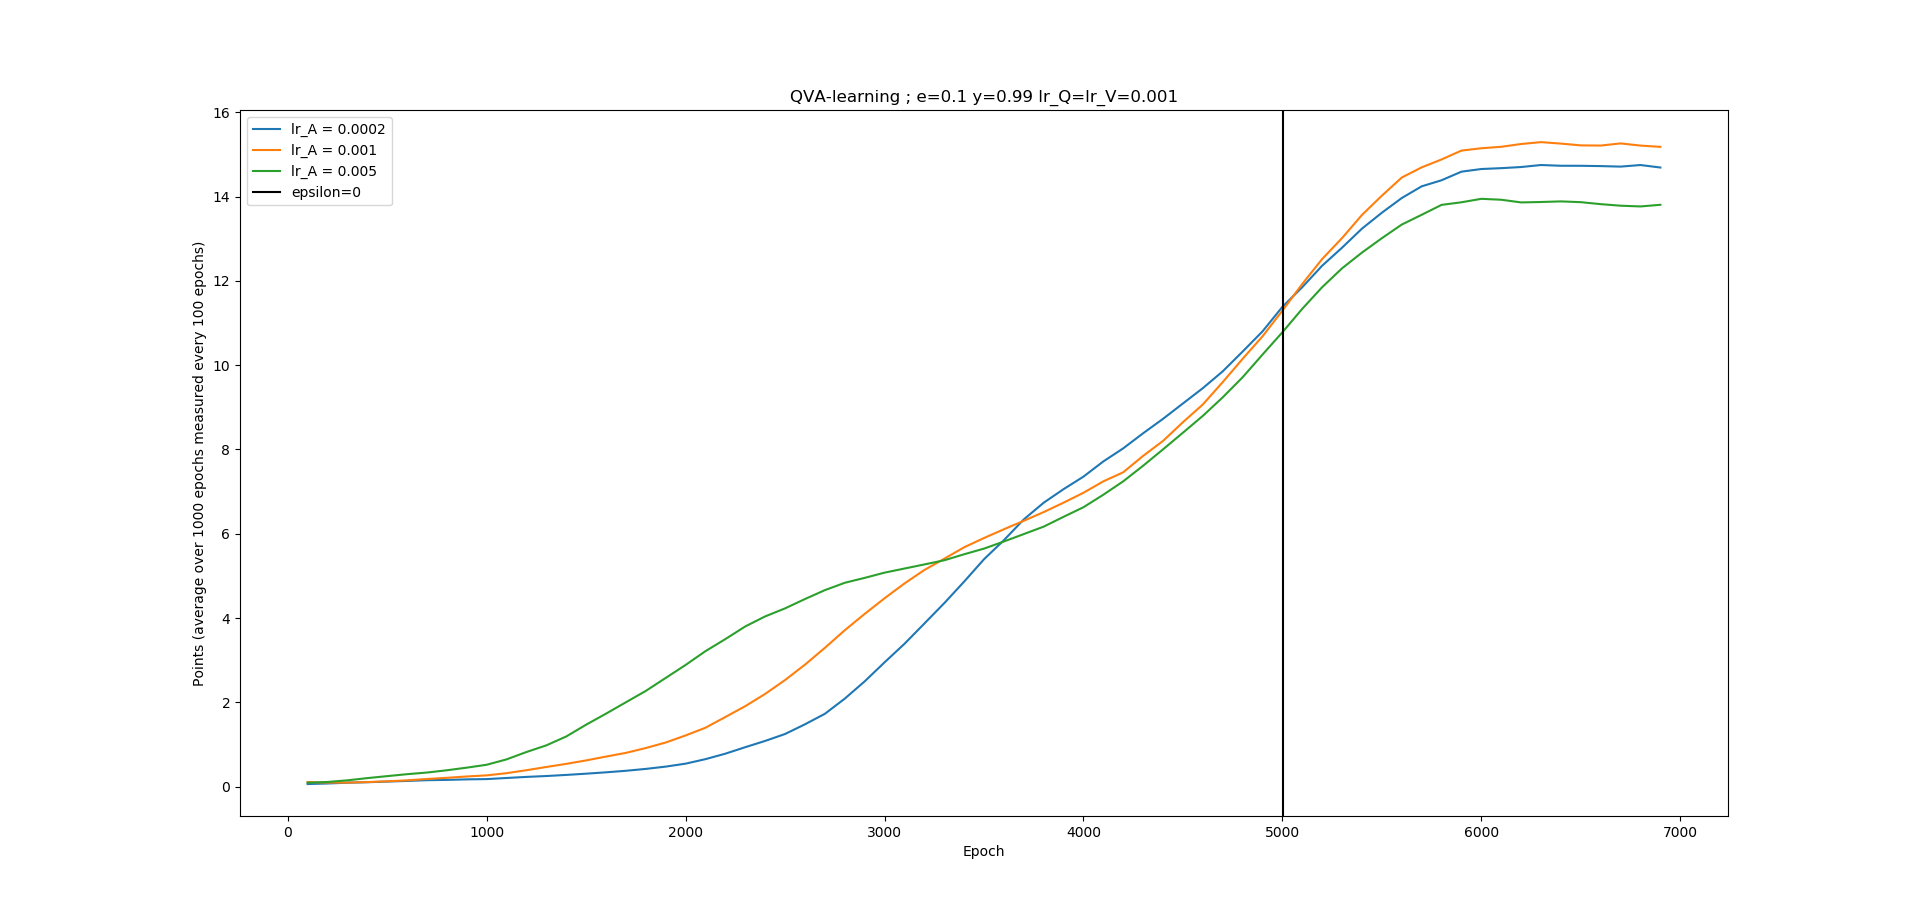 QVA-learning ; e=0.1 y=0.99 lr_Q=lr_V=0.001
lr_A = 0.0002
lr_A = 0.001
lr_A = 0.005
epsilon=0
Points (average over 1000 epochs measured every 100 epochs)
16
14
12
10
8
6
4
2
0
0 1000 2000 3000 4000 5000 6000 7000
Epoch